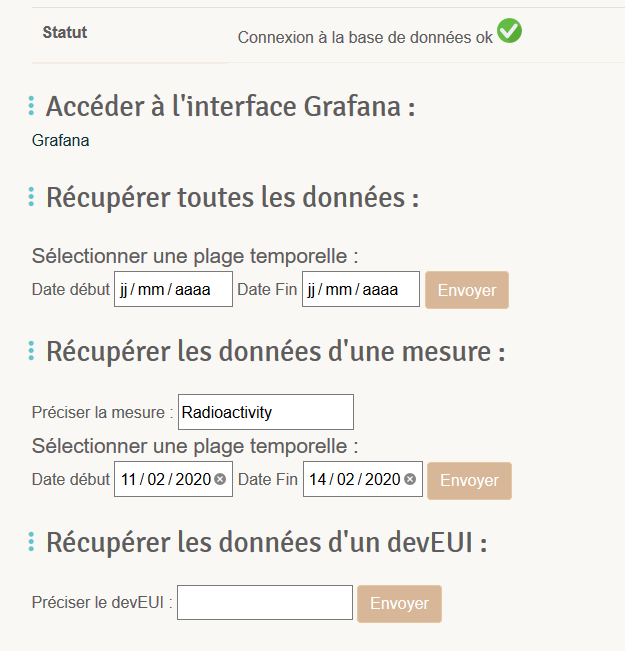 Statut Connexion à la base de données ok
Accéder à l'interface Grafana :
Grafana
Récupérer toutes les données :
Sélectionner une plage temporelle :
Date début jj / mm / aaaa Date Fin jj / mm / aaaa Envoyer
Récupérer les données d'une mesure :
Préciser la mesure : Radioactivity
Sélectionner une plage temporelle :
Date début 11 / 02 / 2020 Date Fin 14 / 02 / 2020 Envoyer
Récupérer les données d'un devEUI :
Préciser le devEUI : Envoyer